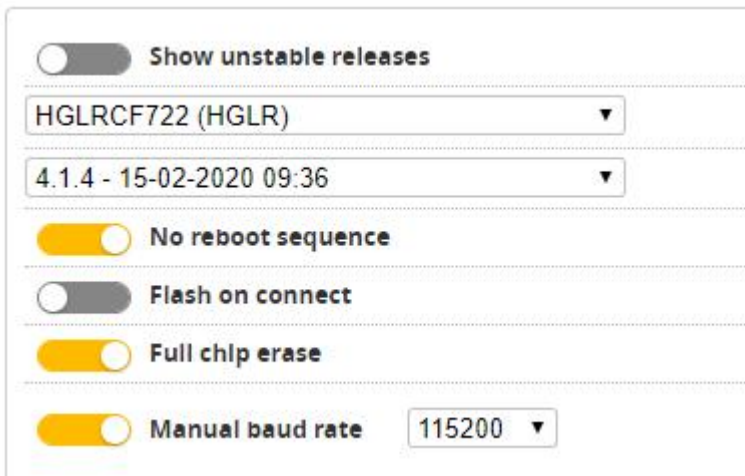 Show unstable releases
HGLRCF722 (HGLR)
4.1.4 - 15-02-2020 09:36
No reboot sequence
Flash on connect
Full chip erase
Manual baud rate 115200